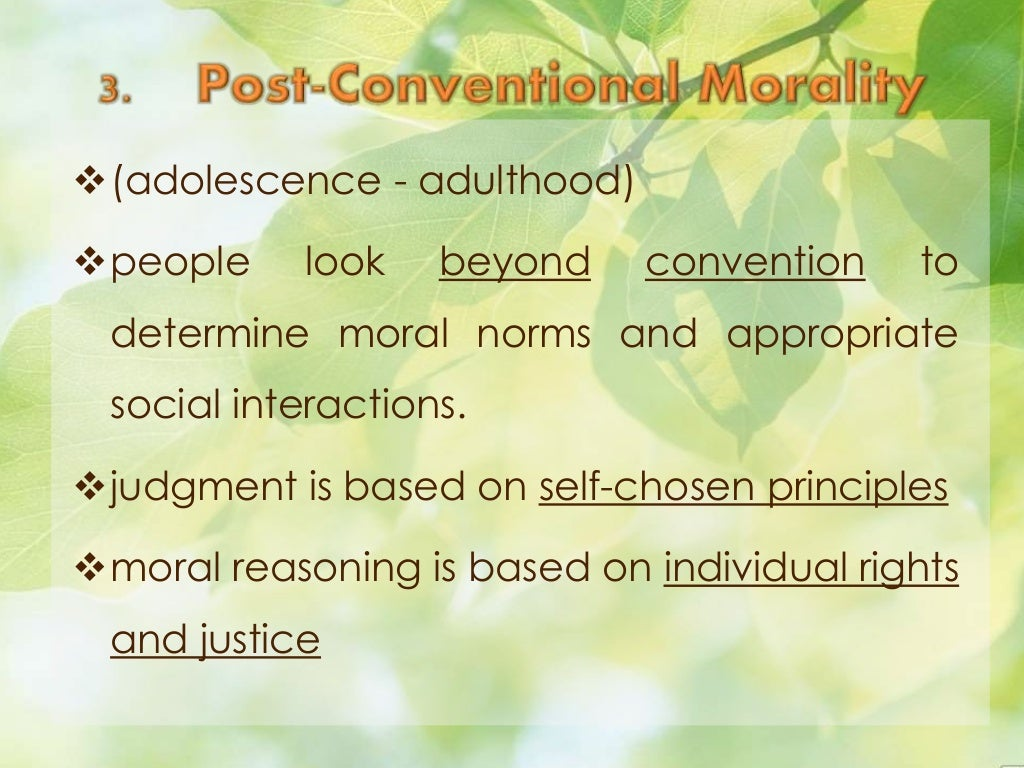 3. Post-Conventional Morality
❖(adolescence - adulthood)
❖people look beyond convention to
determine moral norms and appropriate
social interactions.
❖judgment is based on self-chosen principles
❖moral reasoning is based on individual rights
and justice